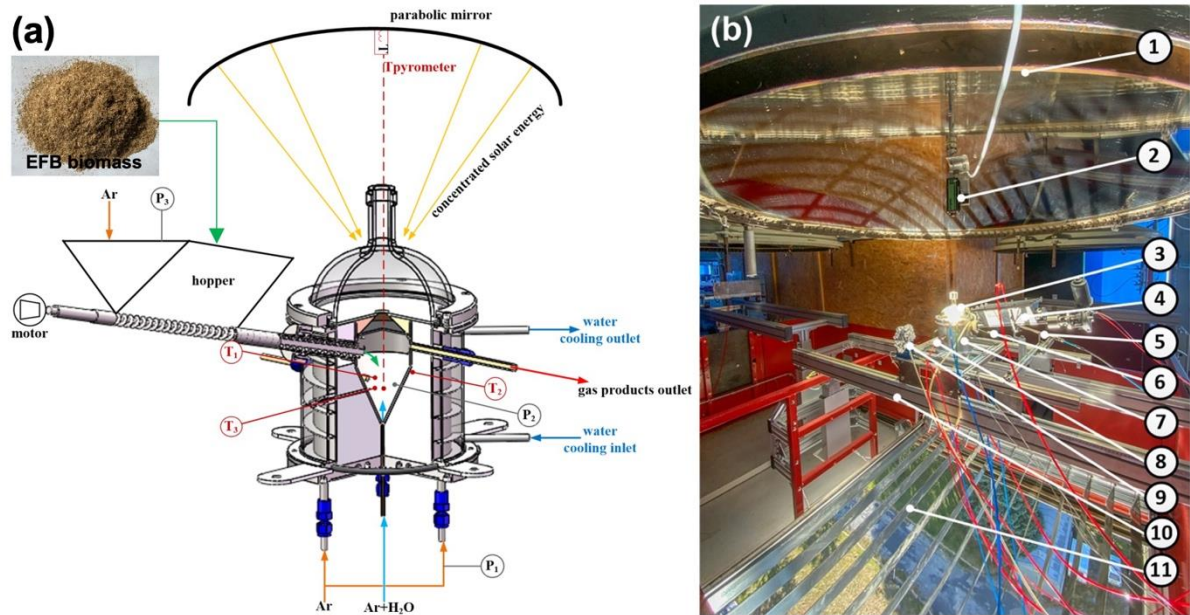 (a)
parabolic mirror
Tpyrometer
concentrated solar energy
EFB biomass
Ar
P3
hopper
motor
water
cooling outlet
T1
T2
gas products outlet
T3
P2
water
cooling inlet
P1
Ar
Ar+H2O
(b)
1
2
3
4
5
6
7
8
9
10
11